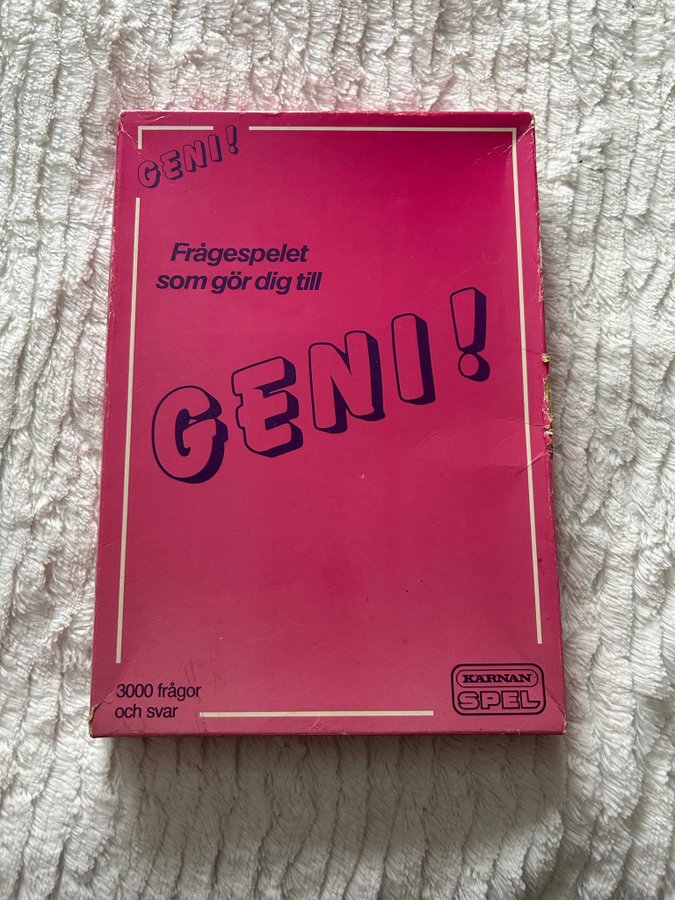 GENI!
Frågespelet
som gör dig till
GENI!
3000 frågor
och svar
KÄRNAN
SPEL